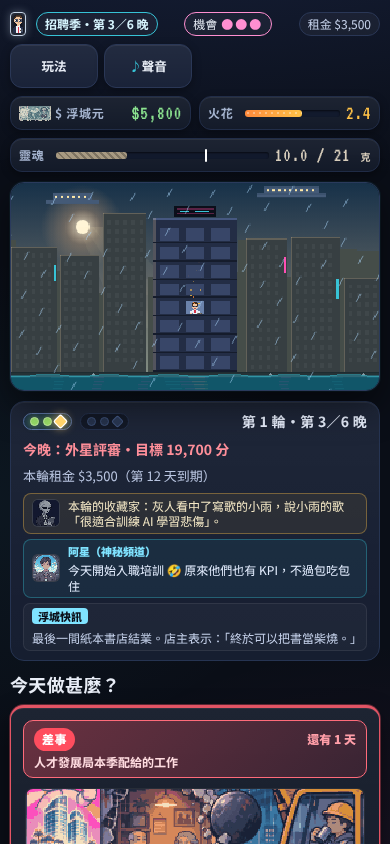 招聘季・第 3／6 晚
機會
租金 $3,500
玩法
♪聲音
$ 浮城元
$5,800
火花
2.4
靈魂
10.0 / 21 克
第 1 輪・第 3／6 晚
今晚：外星評審・目標 19,700 分
本輪租金 $3,500（第 12 天到期）
本輪的收藏家：灰人看中了寫歌的小雨，說小雨的歌
「很適合訓練 AI 學習悲傷」。
阿星（神秘頻道）
今天開始入職培訓 🤣 原來他們也有 KPI，不過包吃包
住
浮城快訊
最後一間紙本書店結業。店主表示：「終於可以把書當柴燒。」
今天做甚麼？
差事
還有 1 天
人才發展局本季配給的工作